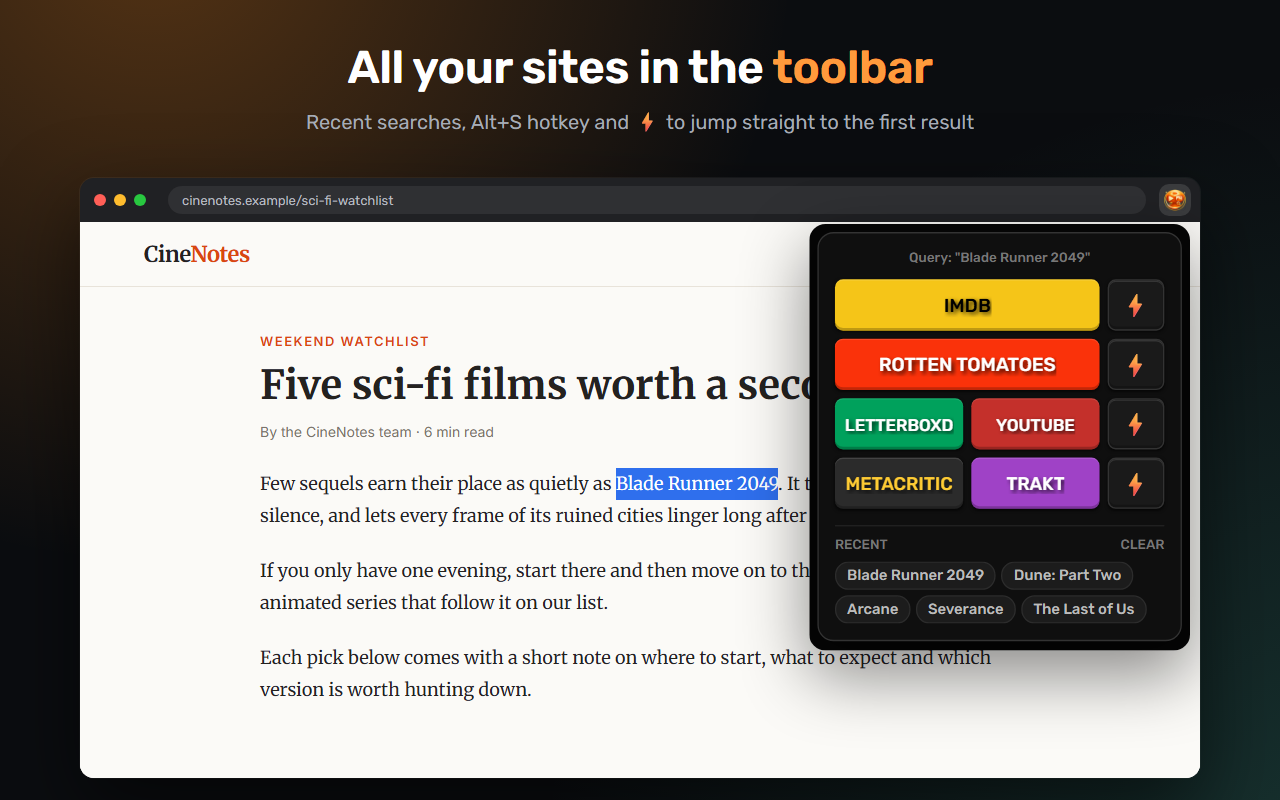 All your sites in the toolbar
Recent searches, Alt+S hotkey and ⚡ to jump straight to the first result
cinenotes.example/sci-fi-watchlist
CineNotes
WEEKEND WATCHLIST
Five sci-fi films worth a seco
By the CineNotes team · 6 min read
Few sequels earn their place as quietly as Blade Runner 2049. It t
silence, and lets every frame of its ruined cities linger long after
If you only have one evening, start there and then move on to th
animated series that follow it on our list.
Each pick below comes with a short note on where to start, what to expect and which
version is worth hunting down.
Query: "Blade Runner 2049"
IMDB
ROTTEN TOMATOES
LETTERBOXD YOUTUBE
METACRITIC TRAKT
RECENT CLEAR
Blade Runner 2049 Dune: Part Two
Arcane Severance The Last of Us